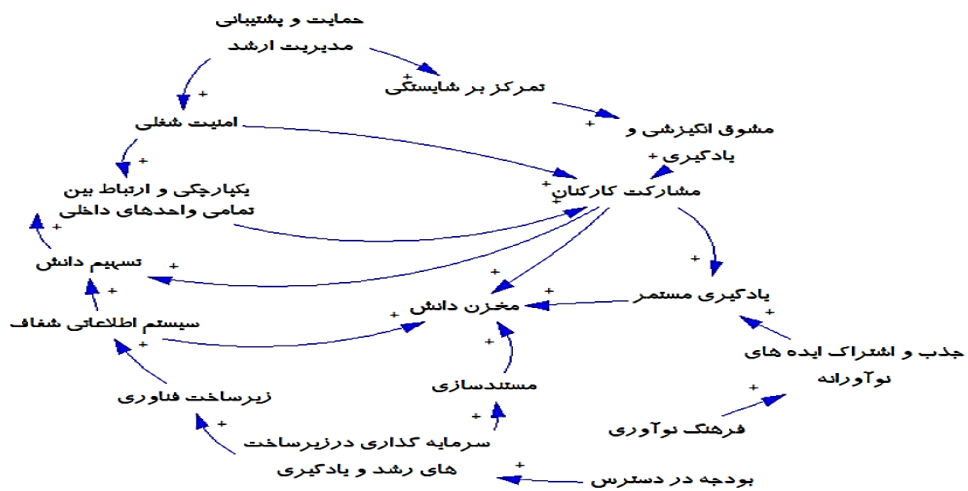 حمایت و پشتیبانی
مدیریت ارشد
تمرکز بر شایستگی
امنیت شغلی
مشوق انگیزشی و
یادگیری
یکپارچگی و ارتباط بین
تمامی واحدهای داخلی
مشارکت کارکنان
تسهیم دانش
مخزن دانش
یادگیری مستمر
سیستم اطلاعاتی شفاف
جذب و اشتراک ایده های
نوآورانه
مستندسازی
زیرساخت فناوری
فرهنگ نوآوری
سرمایه گذاری درزیرساخت
های رشد و یادگیری
بودجه در دسترس